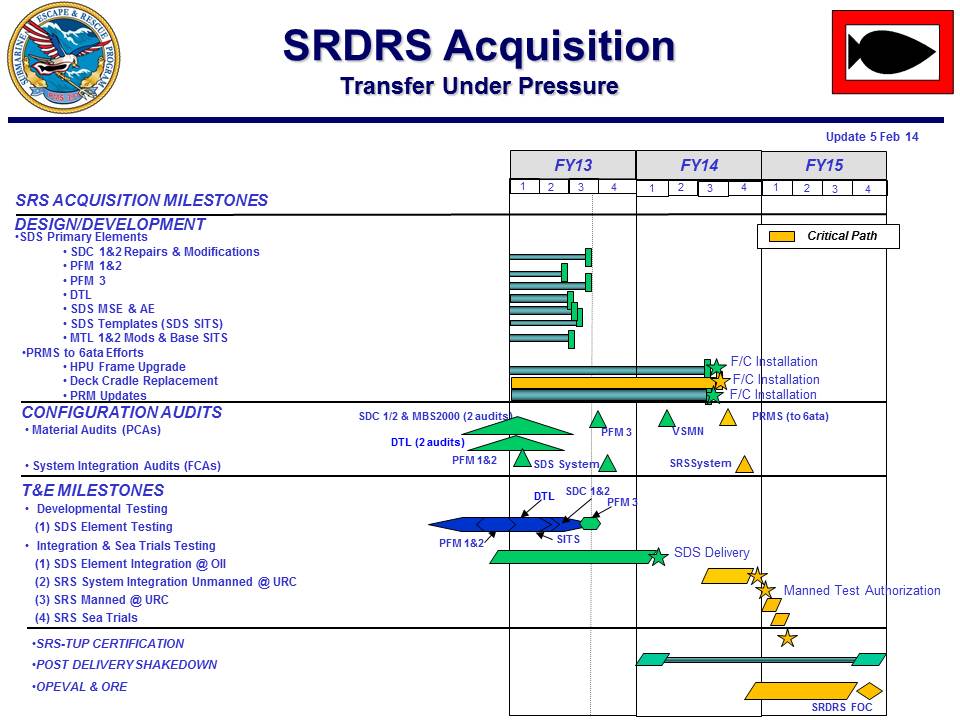 SUBMARINE ESCAPE & RESCUE PROGRAM
SRDRS Acquisition
Transfer Under Pressure
Update 5 Feb 14
FY13 FY14 FY15
1 2 3 4 1 2 3 4 1 2 3 4
SRS ACQUISITION MILESTONES
DESIGN/DEVELOPMENT
Critical Path
•SDS Primary Elements
• SDC 1&2 Repairs & Modifications
• PFM 1&2
• PFM 3
• DTL
• SDS MSE & AE
• SDS Templates (SDS SITS)
• MTL 1&2 Mods & Base SITS
•PRMS to 6ata Efforts
• HPU Frame Upgrade F/C Installation
• Deck Cradle Replacement F/C Installation
• PRM Updates F/C Installation
CONFIGURATION AUDITS
SDC 1/2 & MBS2000 (2 audits) PRMS (to 6ata)
• Material Audits (PCAs) PFM 3 VSMN
DTL (2 audits)
PFM 1&2
• System Integration Audits (FCAs) SDS System SRSSystem
T&E MILESTONES
DTL SDC 1&2 PFM 3
• Developmental Testing
(1) SDS Element Testing
PFM 1&2 SITS
• Integration & Sea Trials Testing
(1) SDS Element Integration @ OII SDS Delivery
(2) SRS System Integration Unmanned @ URC
Manned Test Authorization
(3) SRS Manned @ URC
(4) SRS Sea Trials
•SRS-TUP CERTIFICATION
•POST DELIVERY SHAKEDOWN
•OPEVAL & ORE
SRDRS FOC